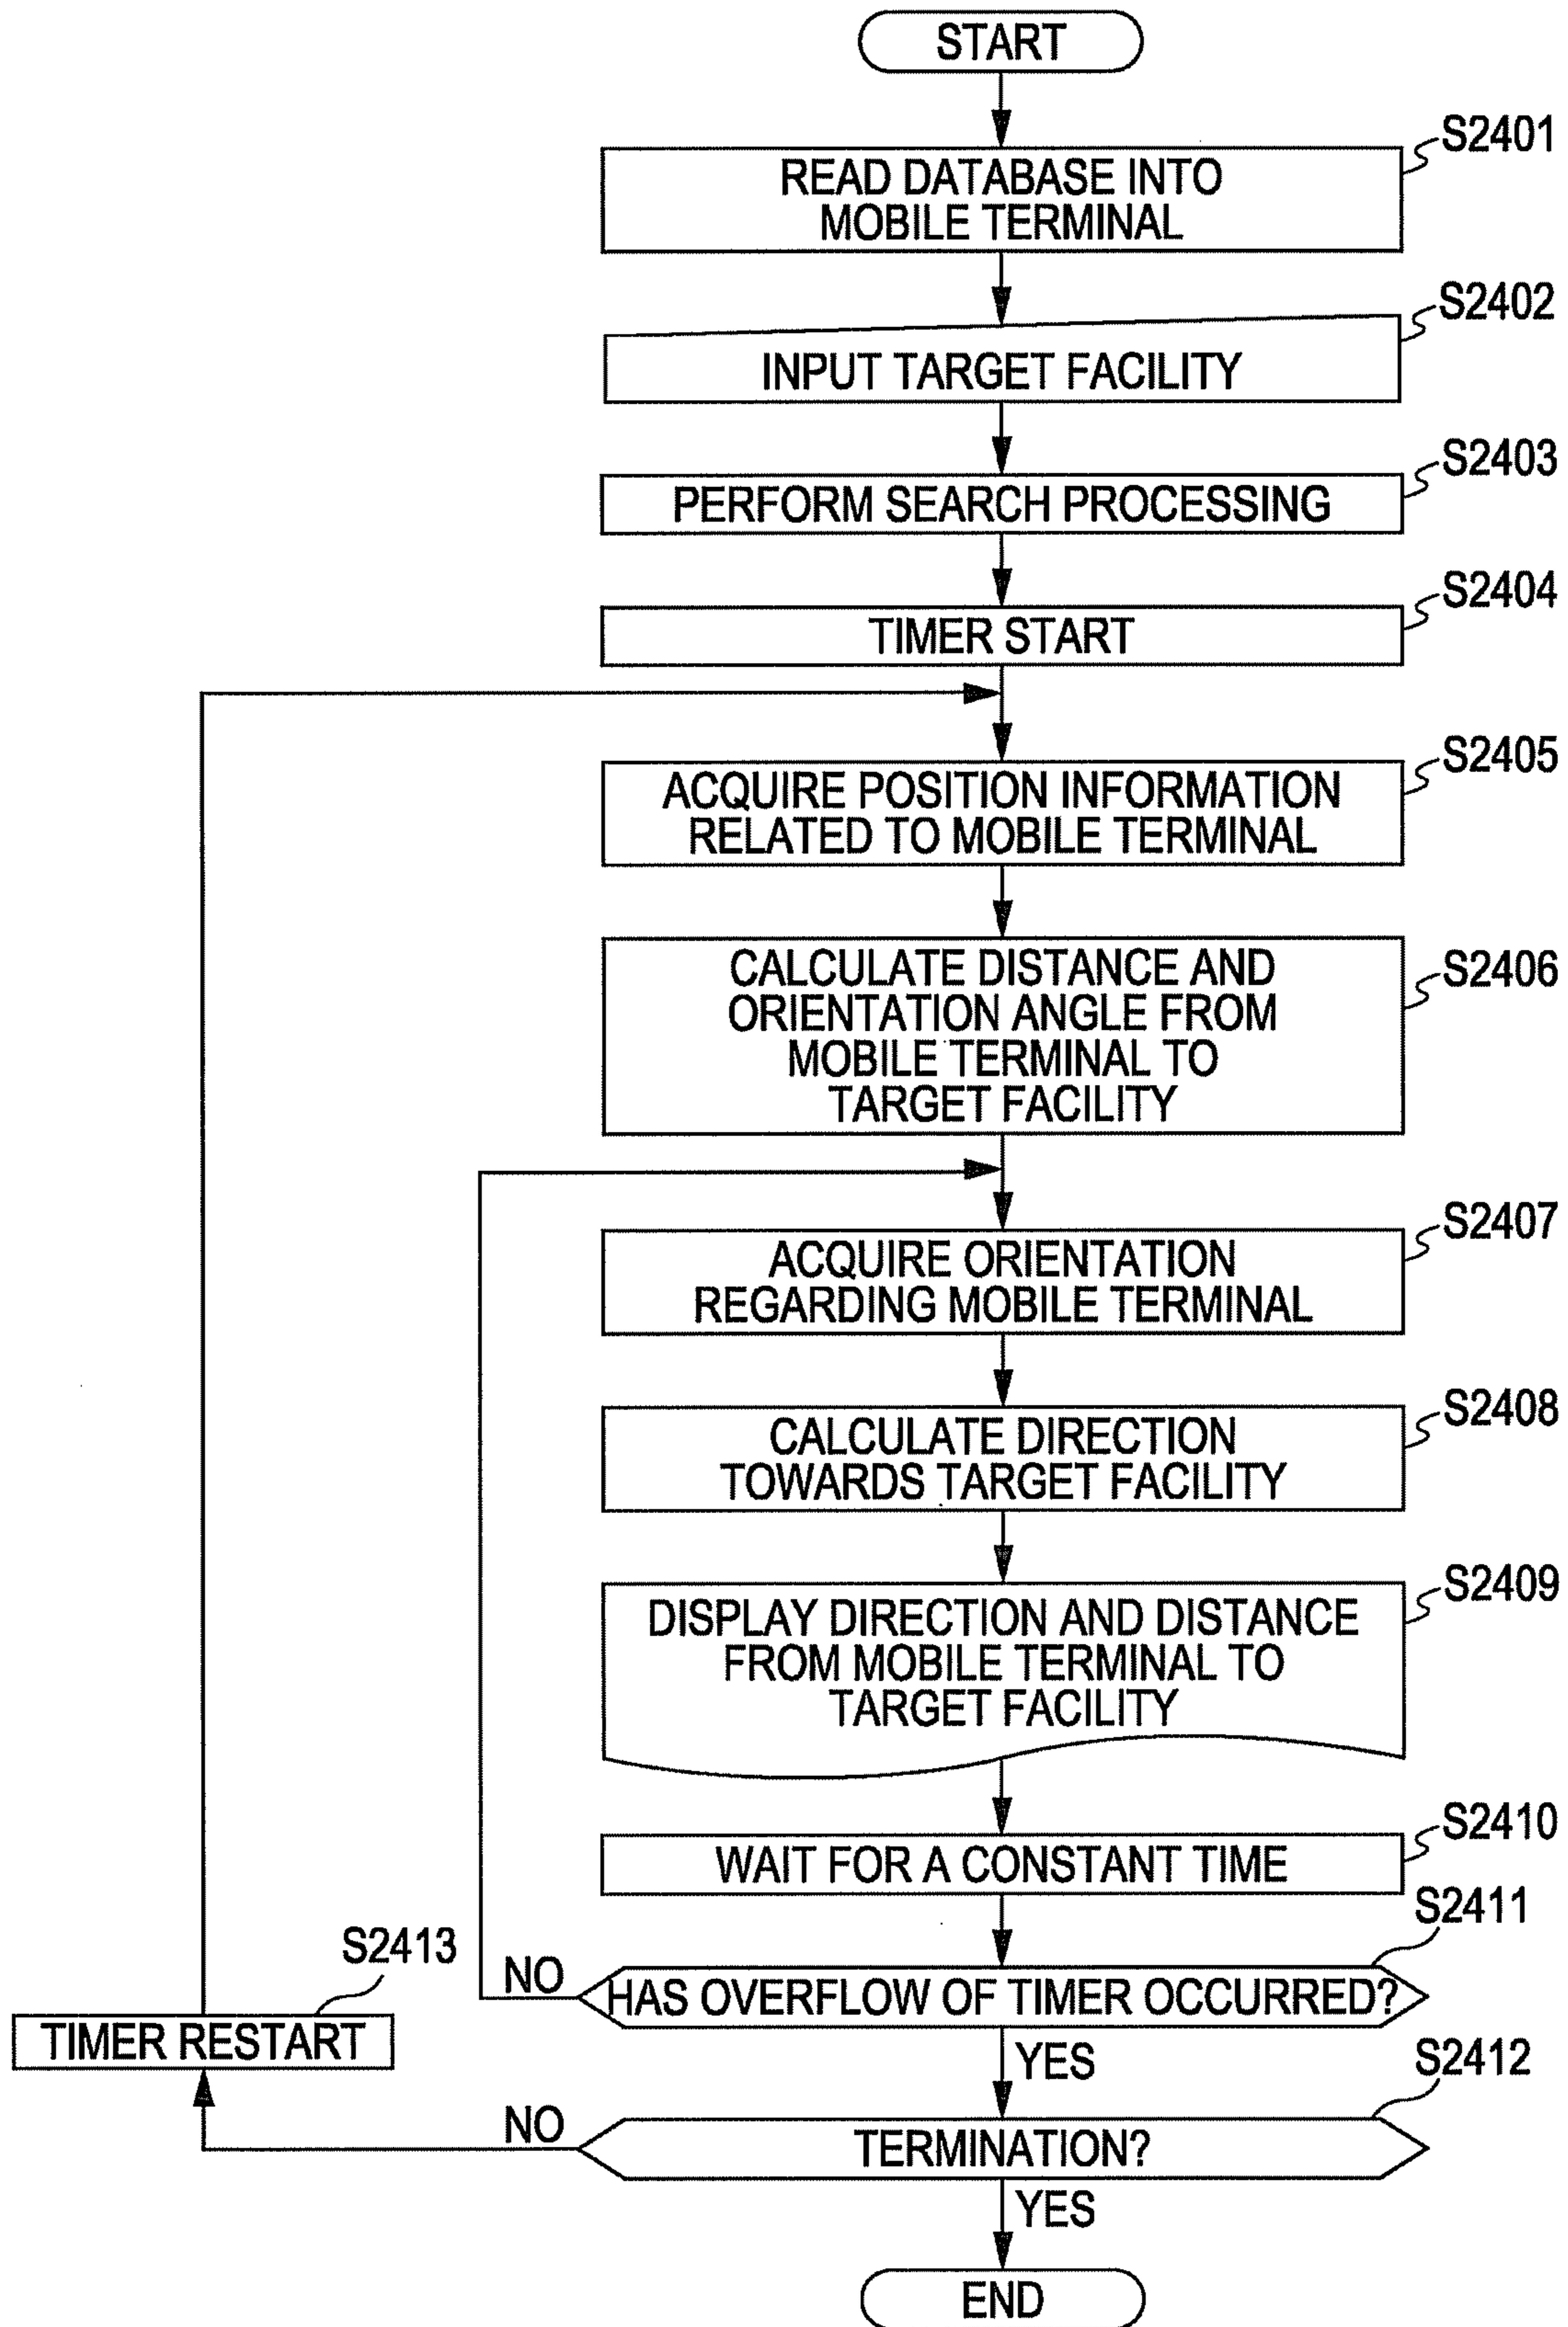 START
S2401
READ DATABASE INTO
MOBILE TERMINAL
S2402
INPUT TARGET FACILITY
S2403
PERFORM SEARCH PROCESSING
S2404
TIMER START
S2405
ACQUIRE POSITION INFORMATION
RELATED TO MOBILE TERMINAL
S2406
CALCULATE DISTANCE AND
ORIENTATION ANGLE FROM
MOBILE TERMINAL TO
TARGET FACILITY
S2407
ACQUIRE ORIENTATION
REGARDING MOBILE TERMINAL
S2408
CALCULATE DIRECTION
TOWARDS TARGET FACILITY
S2409
DISPLAY DIRECTION AND DISTANCE
FROM MOBILE TERMINAL TO
TARGET FACILITY
S2410
WAIT FOR A CONSTANT TIME
S2411
NO
HAS OVERFLOW OF TIMER OCCURRED?
YES
S2413
TIMER RESTART
S2412
NO
TERMINATION?
YES
END